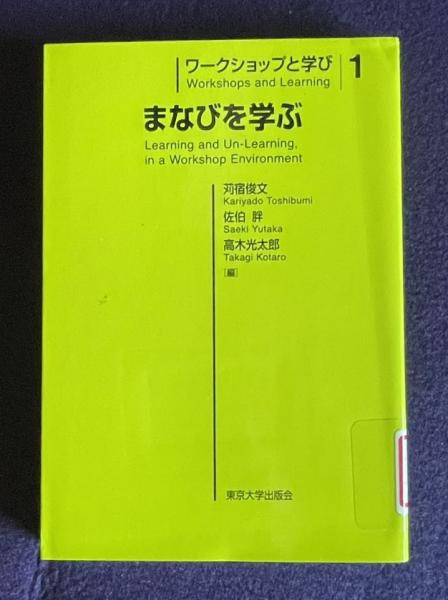 ワークショップと学び 1
Workshops and Learning
まなびを学ぶ
Learning and Un-Learning,
in a Workshop Environment
苅宿俊文
Kariyado Toshibumi
佐伯 胖
Saeki Yutaka
高木光太郎
Takagi Kotaro
[編]
東京大学出版会